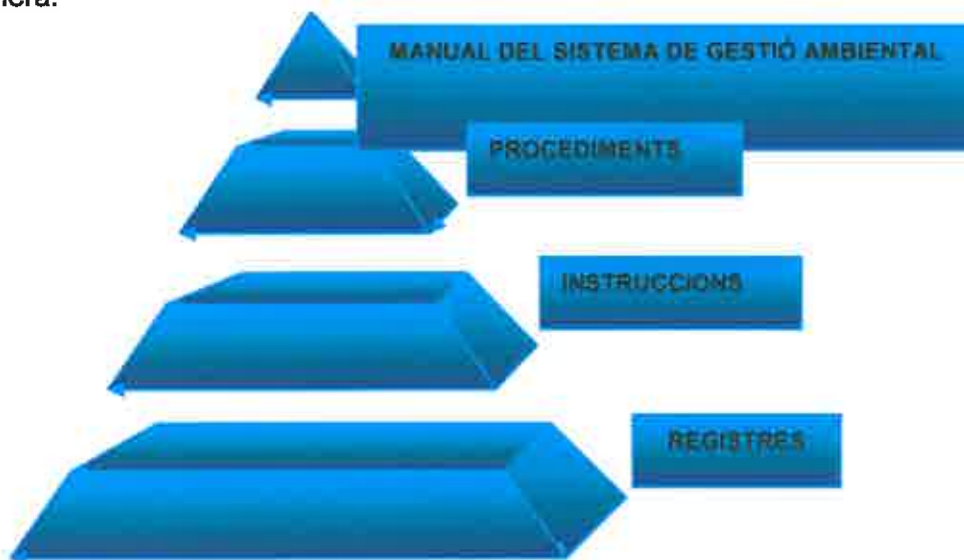 MANUAL DEL SISTEMA DE GESTIÓ AMBIENTAL
PROCEDIMENTS
INSTRUCCIONS
REGISTRES